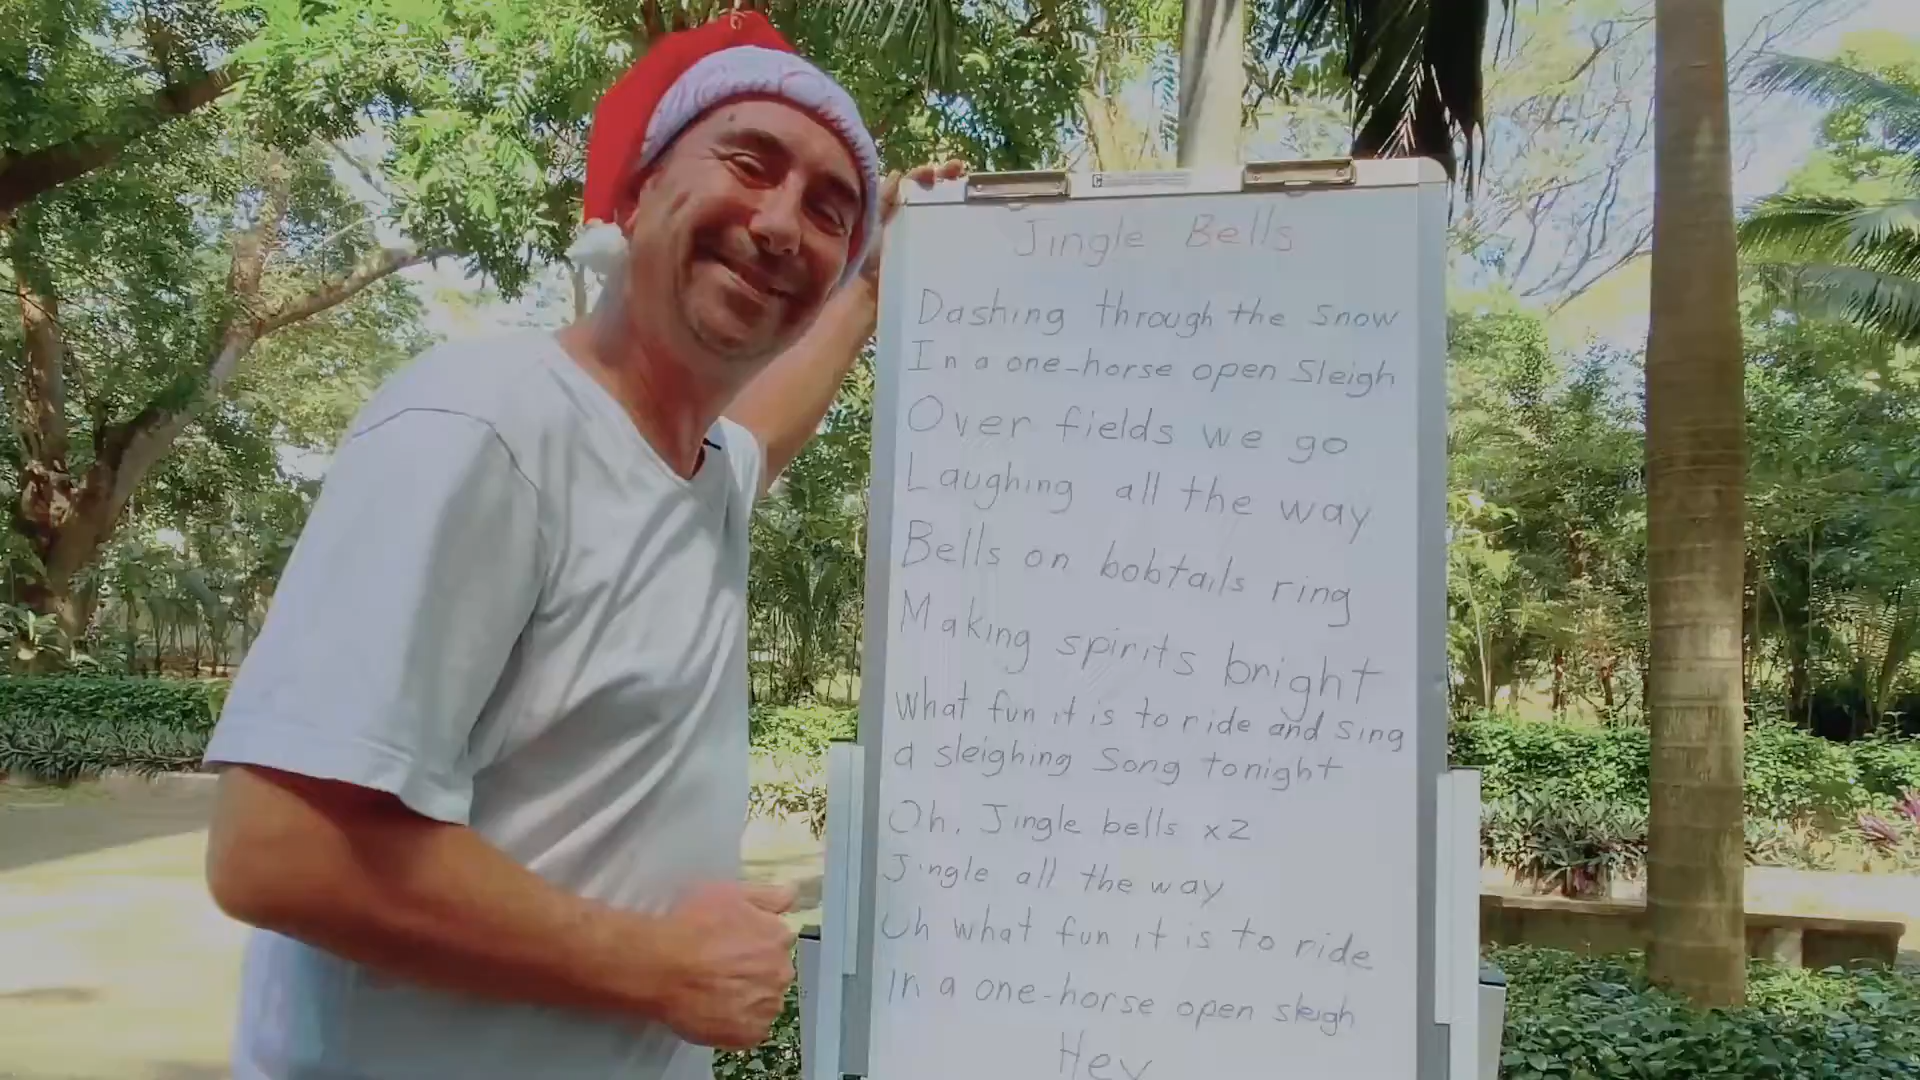 Jingle Bells
Dashing through the Snow
In a one-horse open Sleigh
Over fields we go
Laughing all the way
Bells on bobtails ring
Making spirits bright
What fun it is to ride and Sing
a sleighing Song tonight
Oh, Jingle bells x2
Jingle all the way
Oh what fun it is to ride
In a one-horse open sleigh
Hey